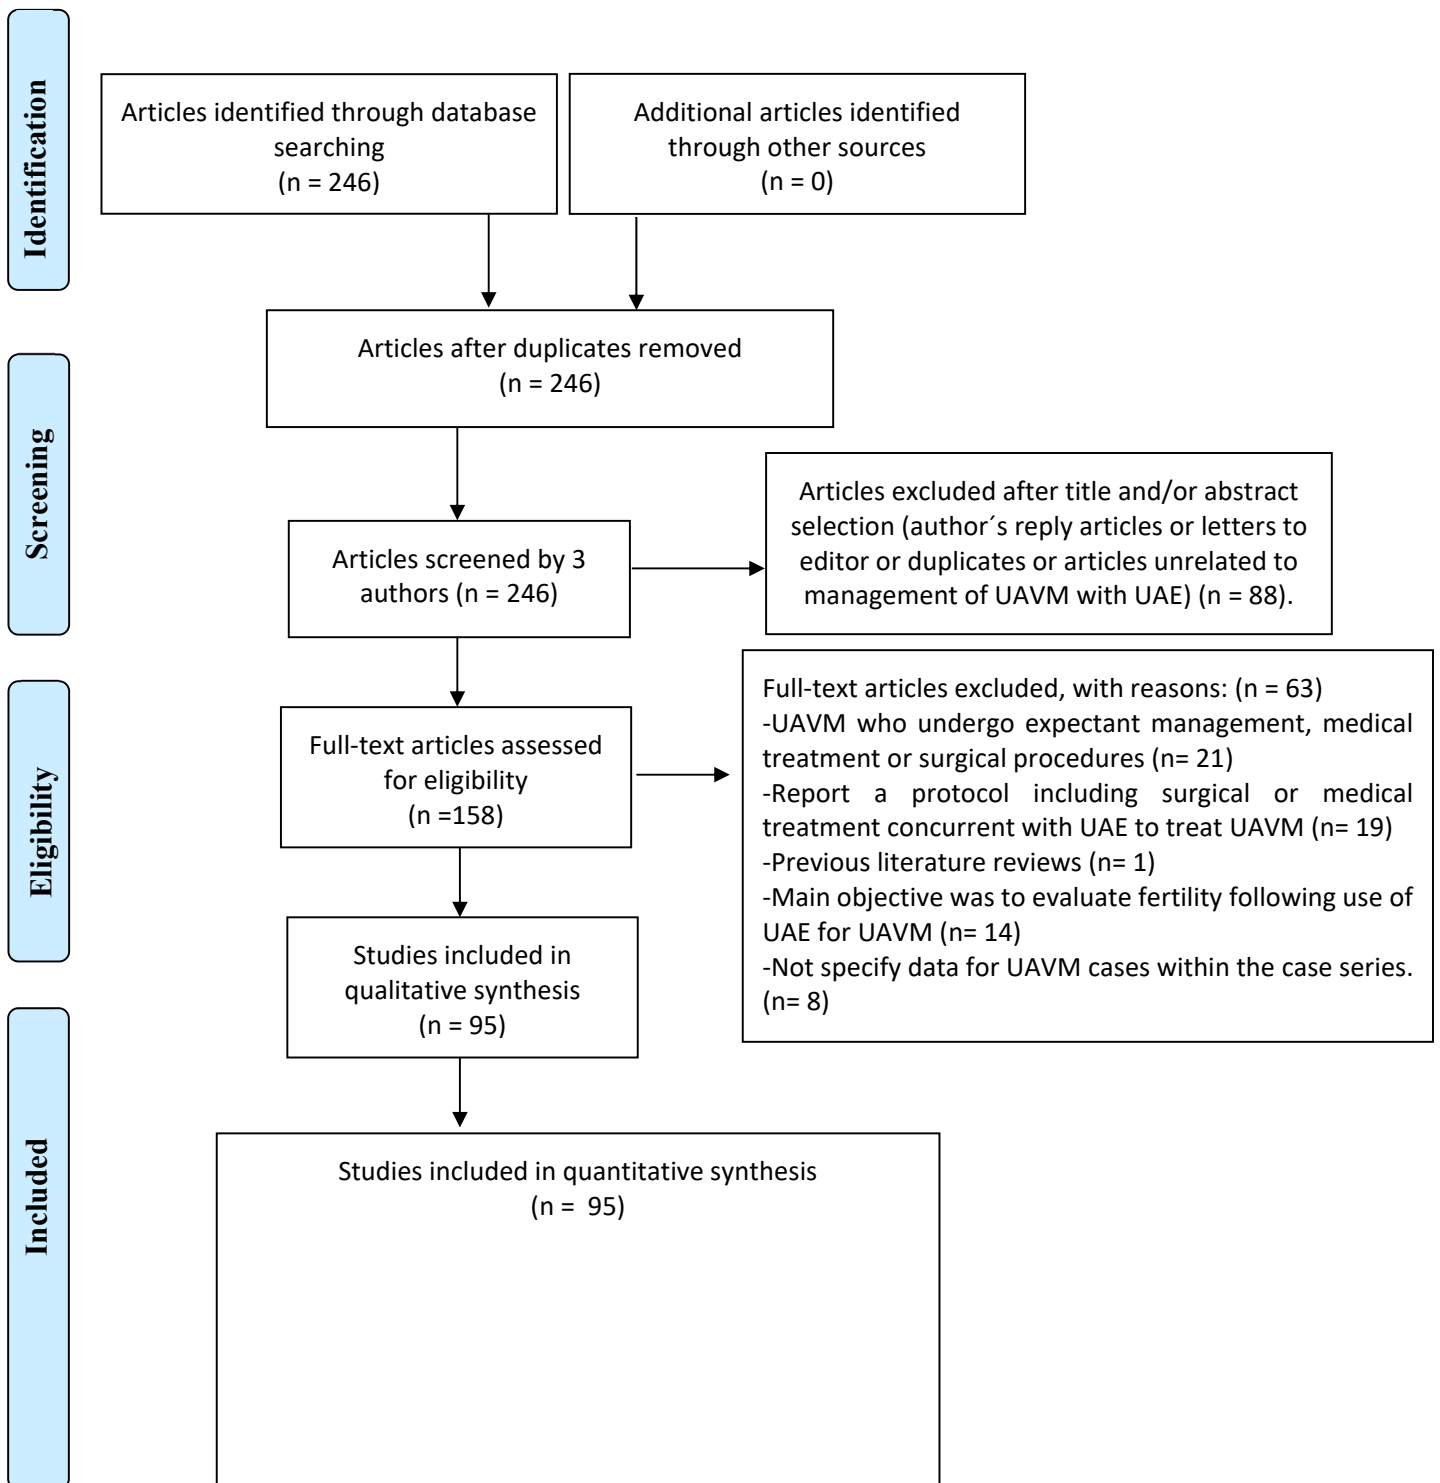 Identification
Articles identified through database
searching
(n = 246)
Additional articles identified
through other sources
(n = 0)
Articles after duplicates removed
(n = 246)
Screening
Articles screened by 3
authors (n = 246)
Articles excluded after title and/or abstract
selection (author´s reply articles or letters to
editor or duplicates or articles unrelated to
management of UAVM with UAE) (n = 88).
Eligibility
Full-text articles assessed
for eligibility
(n =158)
Full-text articles excluded, with reasons: (n = 63)
-UAVM who undergo expectant management, medical
treatment or surgical procedures (n= 21)
-Report a protocol including surgical or medical
treatment concurrent with UAE to treat UAVM (n= 19)
-Previous literature reviews (n= 1)
-Main objective was to evaluate fertility following use of
UAE for UAVM (n= 14)
-Not specify data for UAVM cases within the case series.
(n= 8)
Studies included in
qualitative synthesis
(n = 95)
Included
Studies included in quantitative synthesis
(n =  95)